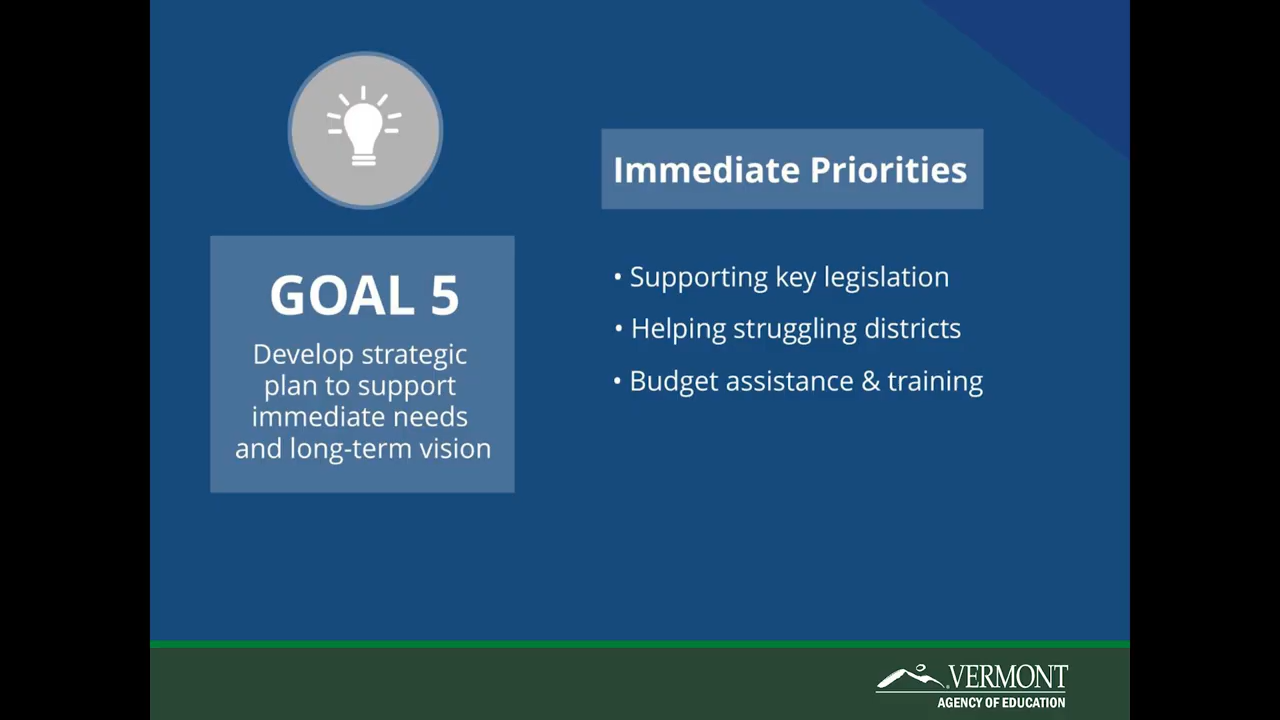 GOAL 5
Develop strategic
plan to support
immediate needs
and long-term vision
Immediate Priorities
• Supporting key legislation
• Helping struggling districts
• Budget assistance & training
VERMONT
AGENCY OF EDUCATION